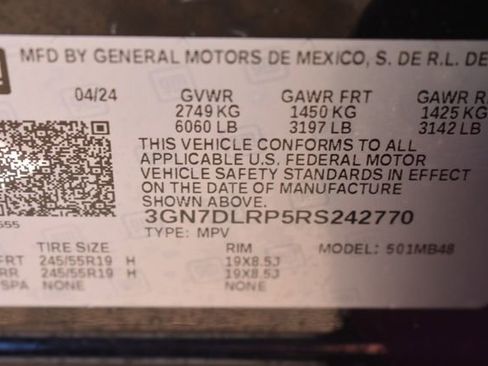 MFD BY GENERAL MOTORS DE MEXICO, S. DE R.L. DE
04/24 GVWR GAWR FRT GAWR R
2749 KG 1450 KG 1425 KG
6060 LB 3197 LB 3142 LB
THIS VEHICLE CONFORMS TO ALL
APPLICABLE U.S. FEDERAL MOTOR
VEHICLE SAFETY STANDARDS IN EFFECT
ON THE DATE OF MANUFACTURE
SHOWN ABOVE.
3GN7DLRP5RS242770
TYPE: MPV MODEL: 501MB48
TIRE SIZE RIM
FRT 245/55R19 H 19X8.5J
RR 245/55R19 H 19X8.5J
SPA NONE NONE